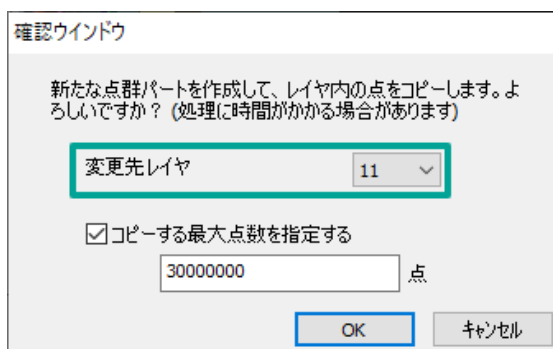 確認ウインドウ
新たな点群パートを作成して、レイヤ内の点をコピーします。よ
ろしいですか？ (処理に時間がかかる場合があります)
変更先レイヤ 11
コピーする最大点数を指定する
30000000 点
OK キャンセル